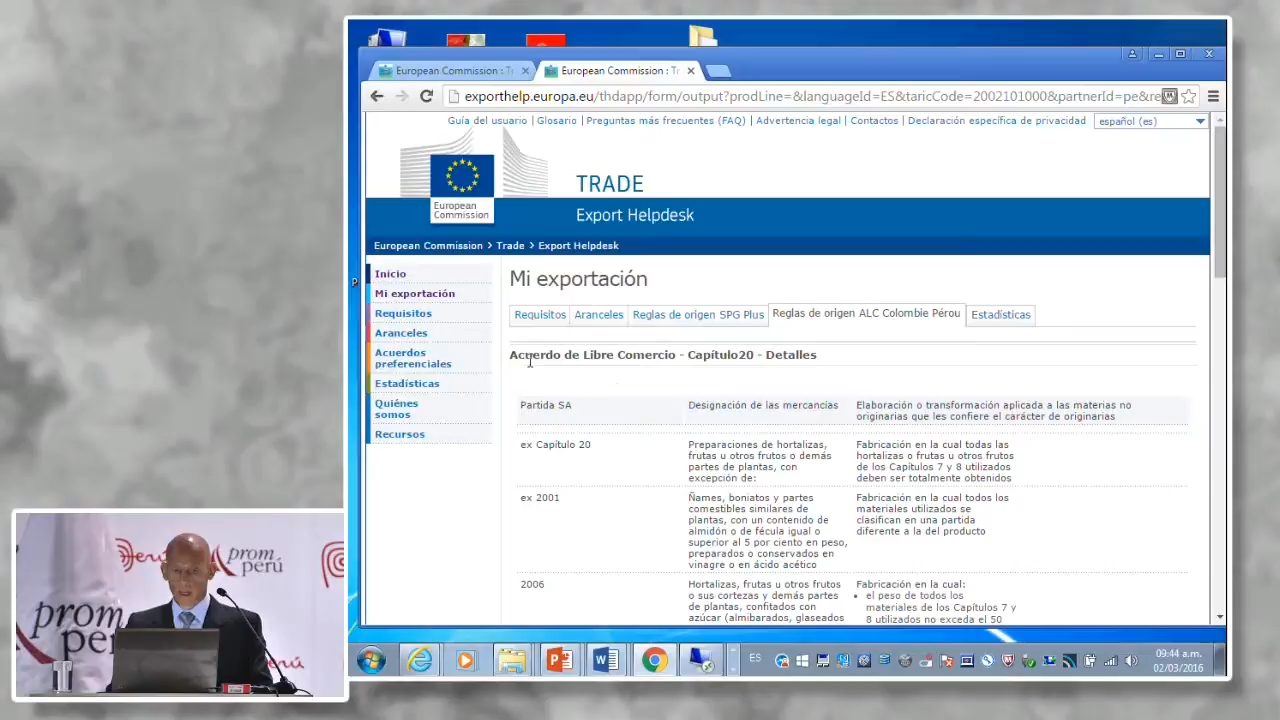 European Commission : T
European Commission : Tr
exporthelp.europa.eu/thdapp/form/output?prodLine=&languageId=ES&taricCode=2002101000&partnerId=pe&re
Guía del usuario | Glosario | Preguntas más frecuentes (FAQ) | Advertencia legal | Contactos | Declaración específica de privacidad
español (es)
European
Commission
TRADE
Export Helpdesk
European Commission > Trade > Export Helpdesk
Inicio
Mi exportación
Requisitos
Aranceles
Acuerdos
preferenciales
Estadísticas
Quiénes
somos
Recursos
Mi exportación
Requisitos
Aranceles
Reglas de origen SPG Plus
Reglas de origen ALC Colombie Pérou
Estadísticas
Acuerdo de Libre Comercio - Capítulo20 - Detalles
Partida SA
Designación de las mercancías
Elaboración o transformación aplicada a las materias no
originarias que les confiere el carácter de originarias
ex Capítulo 20
Preparaciones de hortalizas,
frutas u otros frutos o demás
partes de plantas, con
excepción de:
Fabricación en la cual todas las
hortalizas o frutas u otros frutos
de los Capítulos 7 y 8 utilizados
deben ser totalmente obtenidos
ex 2001
Ñames, boniatos y partes
comestibles similares de
plantas, con un contenido de
almidón o de fécula igual o
superior al 5 por ciento en peso,
preparados o conservados en
vinagre o en ácido acético
Fabricación en la cual todos los
materiales utilizados se
clasifican en una partida
diferente a la del producto
2006
Hortalizas, frutas u otros frutos
o sus cortezas y demás partes
de plantas, confitados con
azúcar (almibarados, glaseados
Fabricación en la cual:
• el peso de todos los
materiales de los Capítulos 7 y
8 utilizados no exceda el 50
ES
09:44 a.m.
02/03/2016
Perú
prom
perú
prom